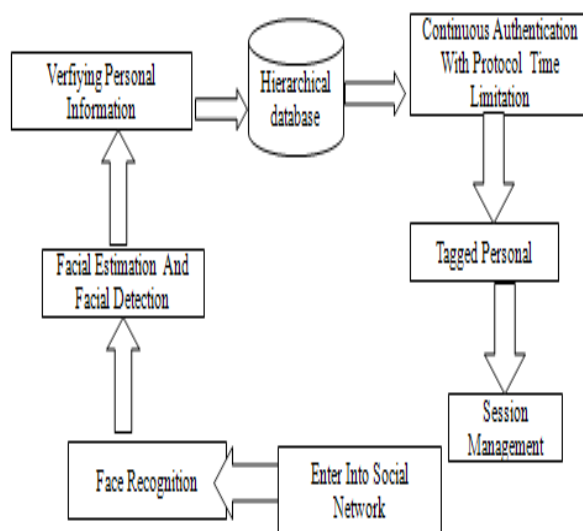 Verfiying Personal
Information
Hierarchical
database
Continuous Authentication
With Protocol Time
Limitation
Facial Estimation And
Facial Detection
Tagged Personal
Face Recognition
Enter Into Social
Network
Session
Management